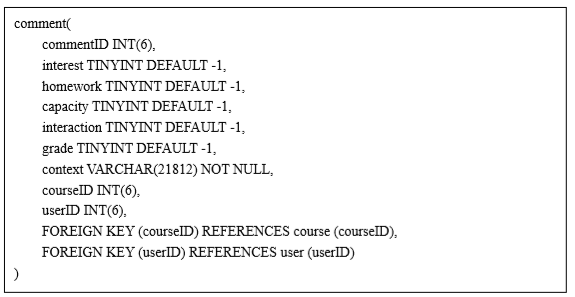 comment(
commentID INT(6),
interest TINYINT DEFAULT -1,
homework TINYINT DEFAULT -1,
capacity TINYINT DEFAULT -1,
interaction TINYINT DEFAULT -1,
grade TINYINT DEFAULT -1,
context VARCHAR(21812) NOT NULL,
courseID INT(6),
userID INT(6),
FOREIGN KEY (courseID) REFERENCES course (courseID),
FOREIGN KEY (userID) REFERENCES user (userID)
)